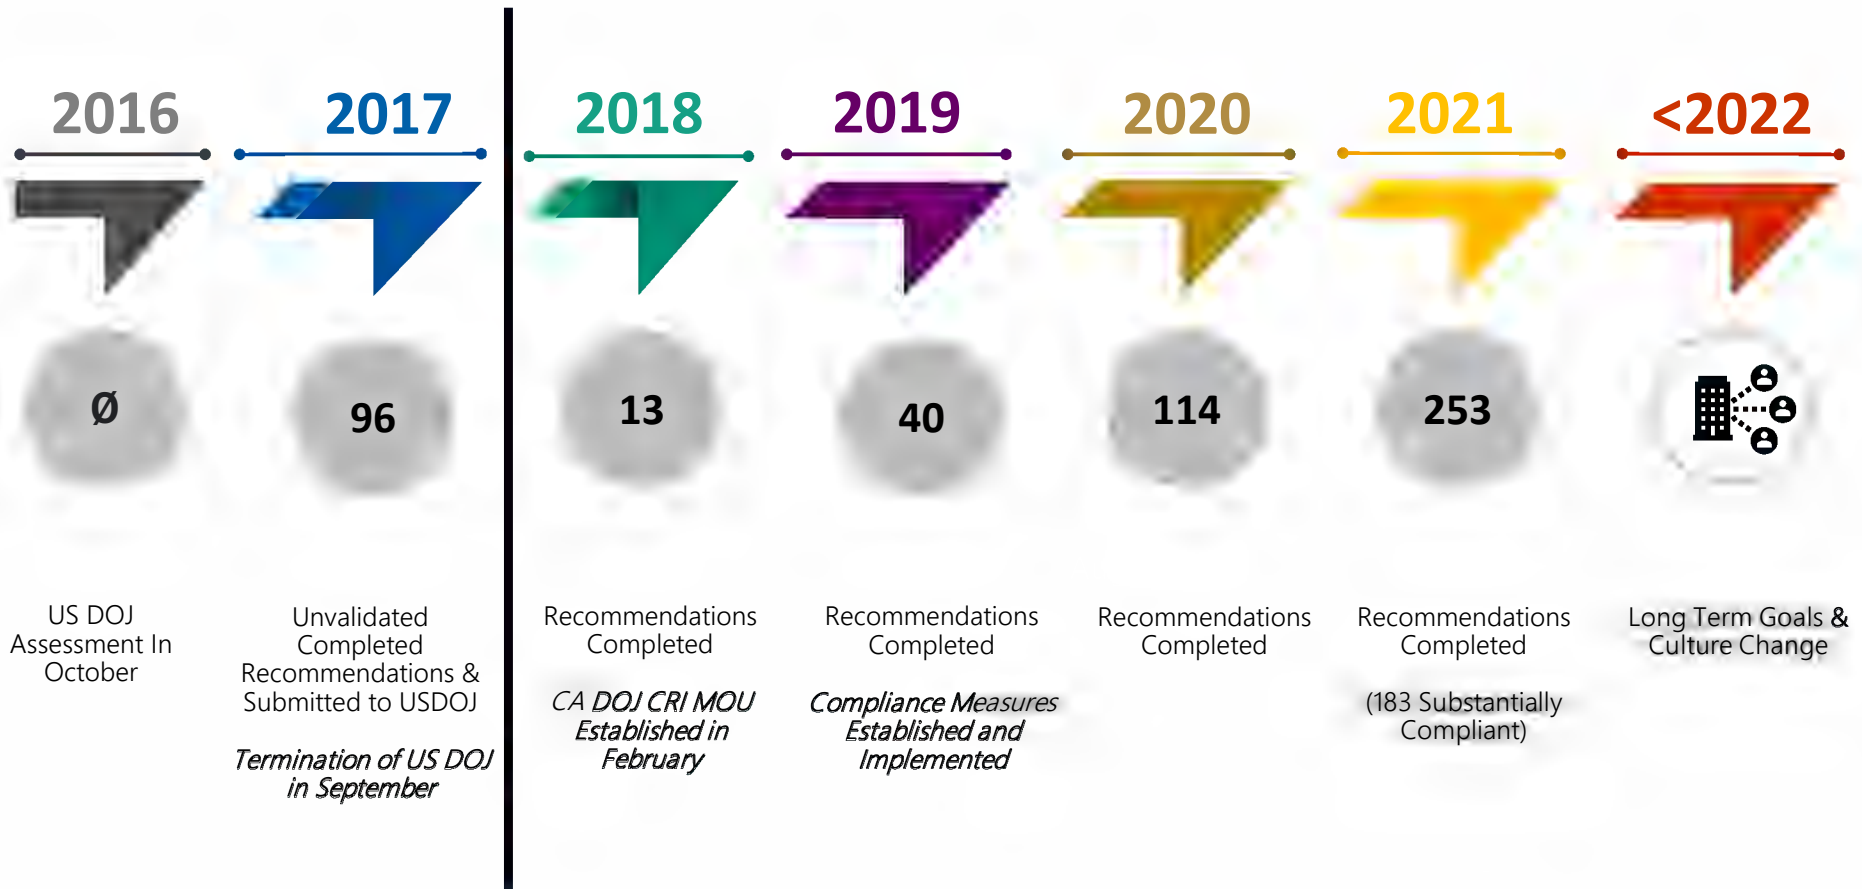 2016
2017
2018
2019
2020
2021
<2022
Ø
96
13
40
114
253
US DOJ
Assessment In
October
Unvalidated
Completed
Recommendations &
Submitted to USDOJ
Termination of US DOJ
in September
Recommendations
Completed
CA DOJ CRI MOU
Established in
February
Recommendations
Completed
Compliance Measures
Established and
Implemented
Recommendations
Completed
Recommendations
Completed
(183 Substantially
Compliant)
Long Term Goals &
Culture Change